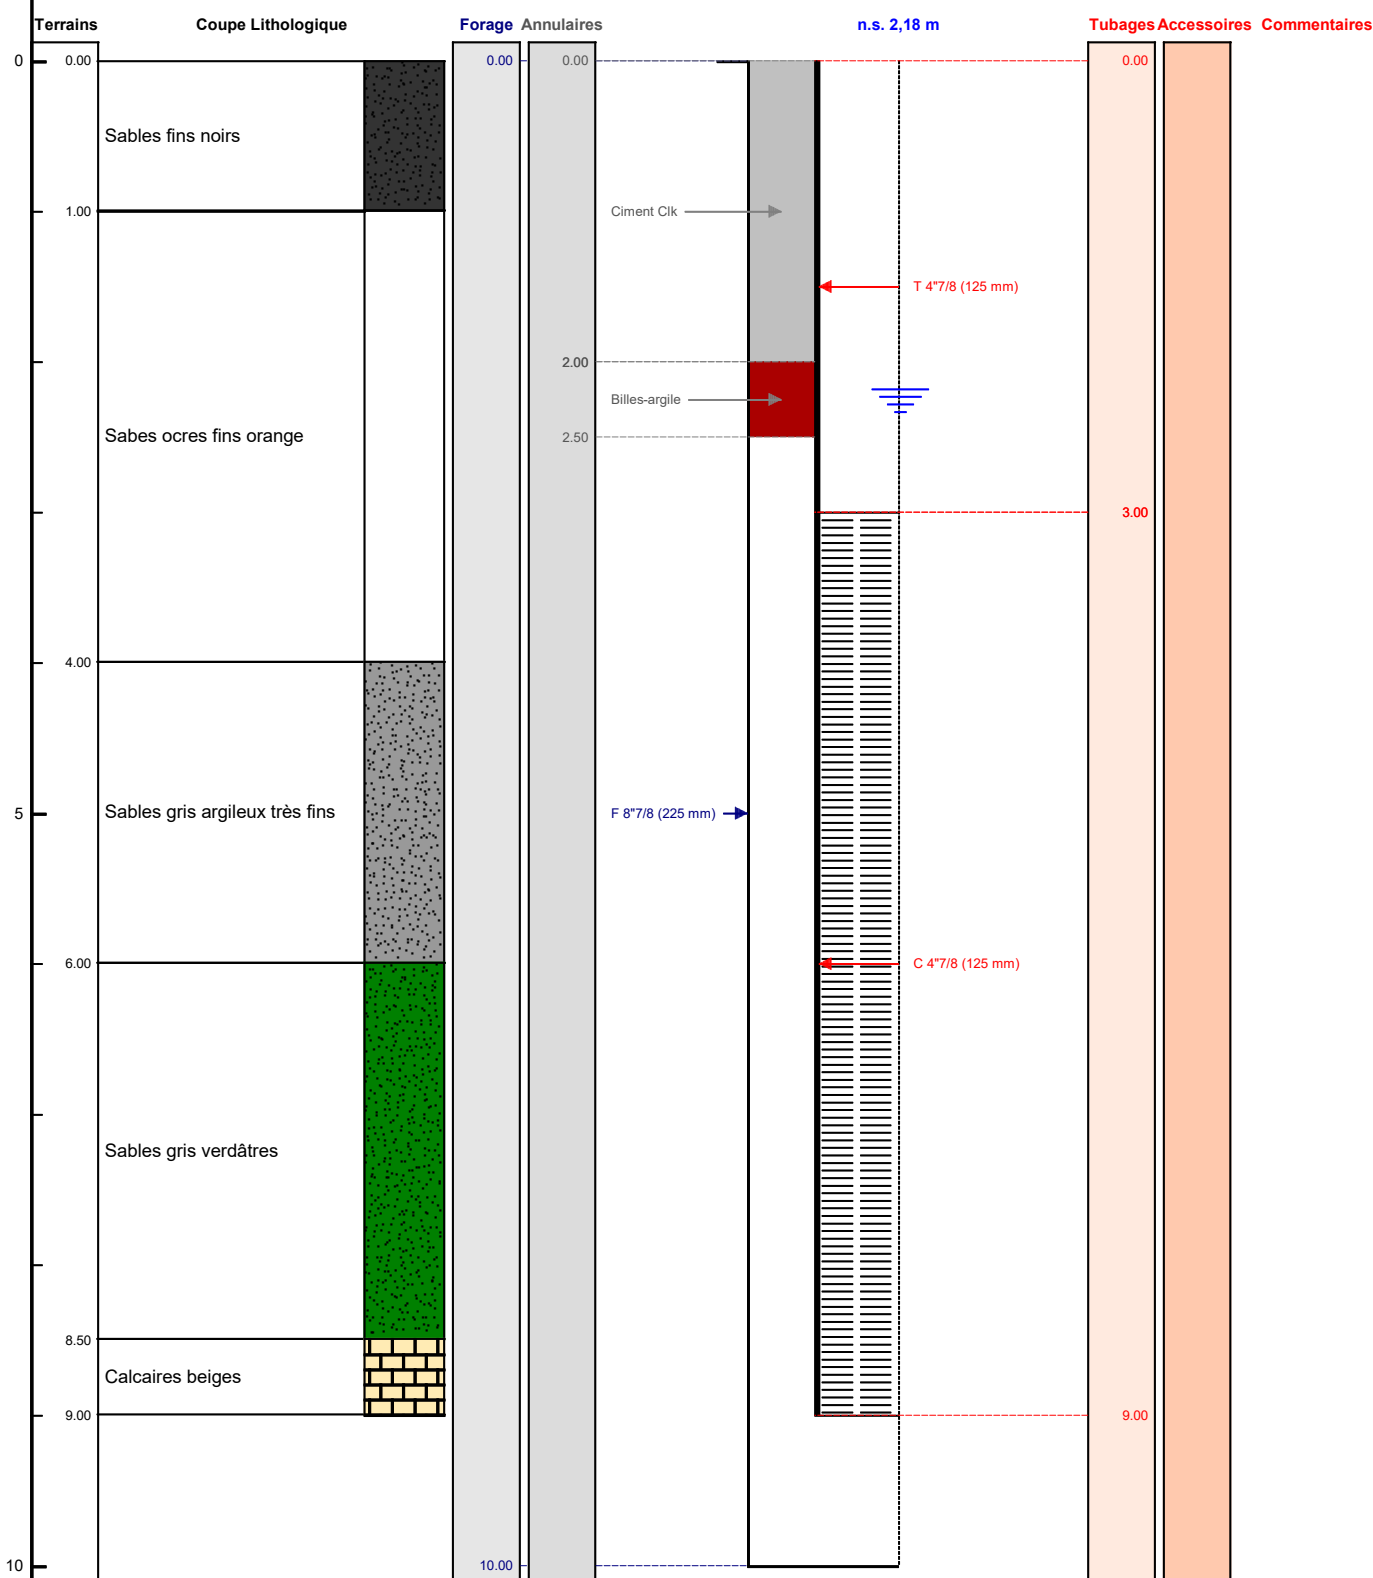 Terrains Coupe Lithologique Forage Annulaires n.s. 2,18 m Tubages Accessoires Commentaires
0 0.00 0.00 0.00 0.00
Sables fins noirs
1.00 Ciment Clk
T 4"7/8 (125 mm)
2.00
Billes-argile
Sabes ocres fins orange 2.50
3.00
4.00
Sables gris argileux très fins
5 F 8"7/8 (225 mm)
6.00 C 4"7/8 (125 mm)
Sables gris verdâtres
8.50
Calcaires beiges
9.00 9.00
10 10.00